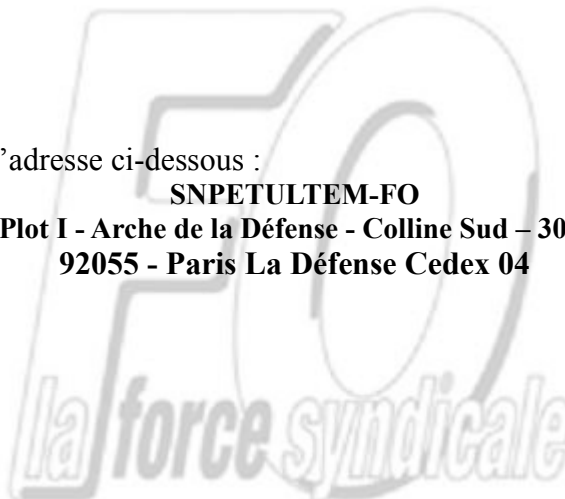 FO
’adresse ci-dessous :
SNPETULTEM-FO
Plot I - Arche de la Défense - Colline Sud – 30
92055 - Paris La Défense Cedex 04
la force syndicale